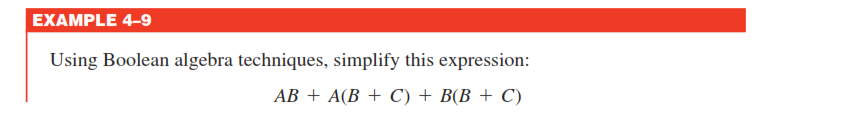 EXAMPLE 4–9
Using Boolean algebra techniques, simplify this expression:
AB + A(B + C) + B(B + C)